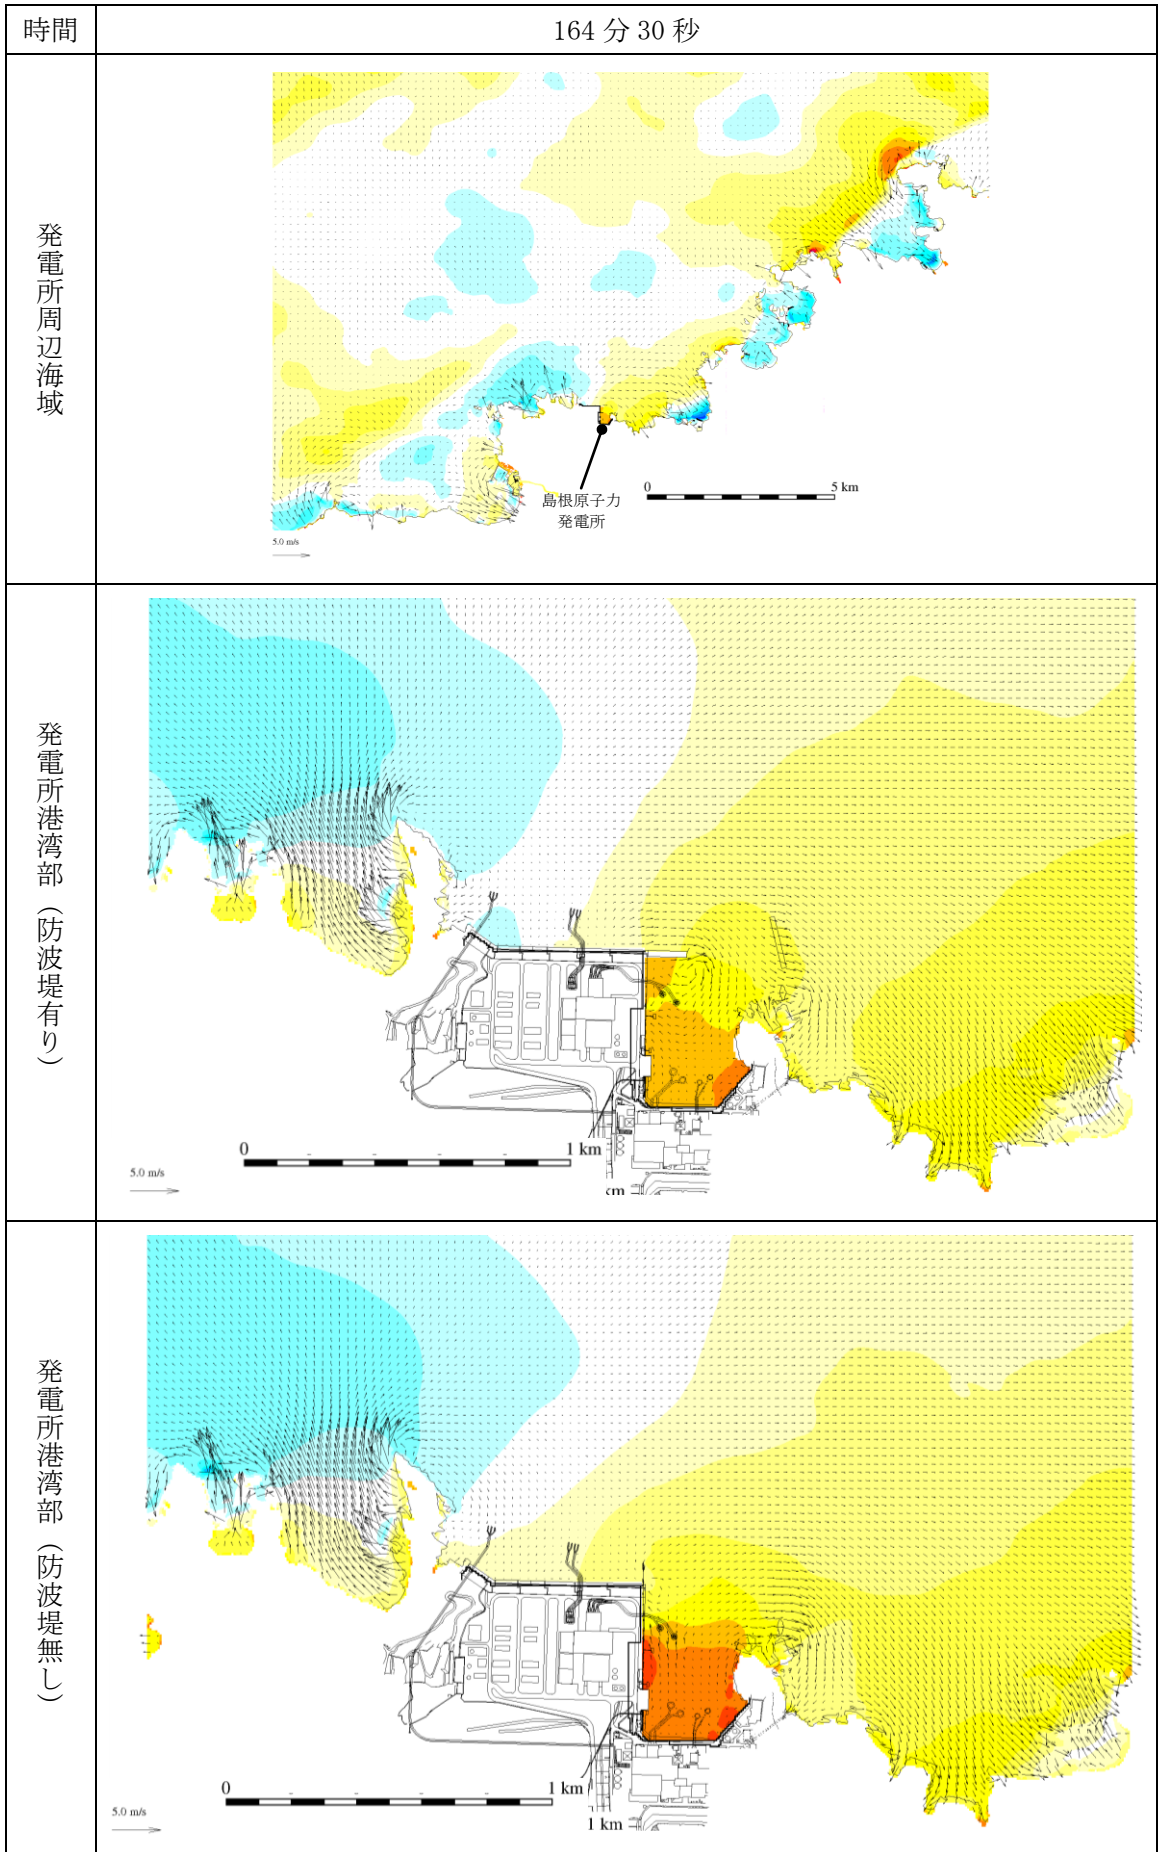 時間
164 分 30 秒
発電所周辺海域
島根原子力
発電所
0
5 km
5.0 m/s
発電所港湾部（防波堤有り）
0
1 km
5.0 m/s
km
発電所港湾部（防波堤無し）
0
1 km
5.0 m/s
1 km